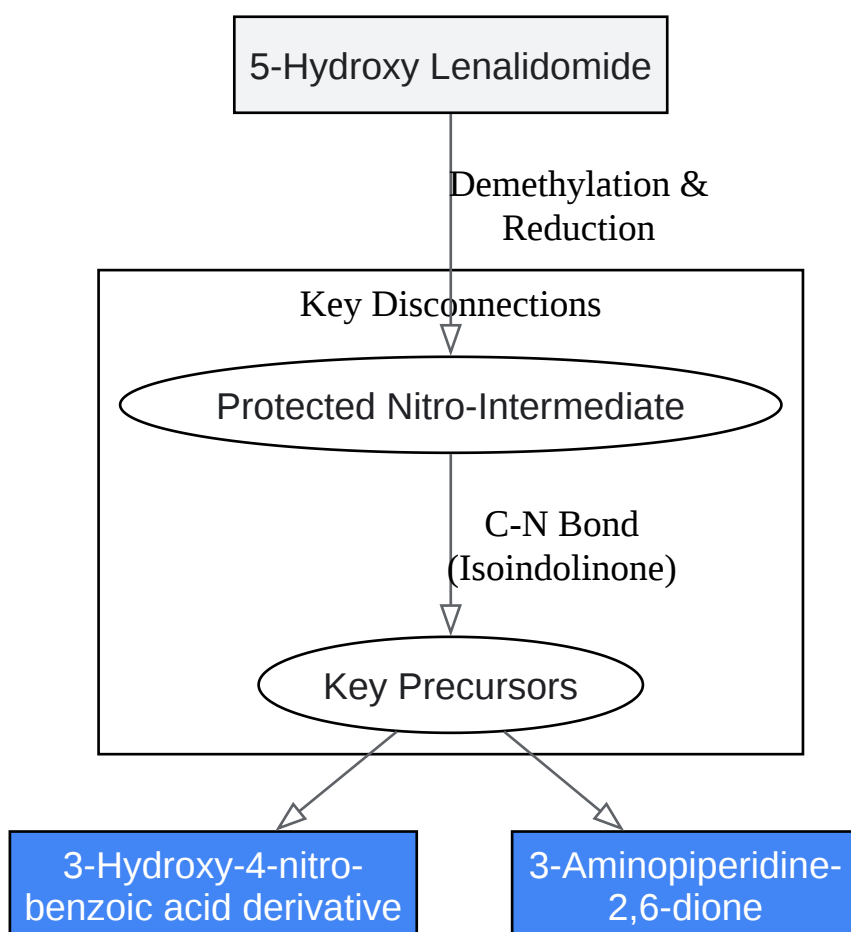 5-Hydroxy Lenalidomide
Demethylation &
Reduction
Key Disconnections
Protected Nitro-Intermediate
C-N Bond
(Isoindolinone)
Key Precursors
3-Hydroxy-4-nitro-
benzoic acid derivative
3-Aminopiperidine-
2,6-dione